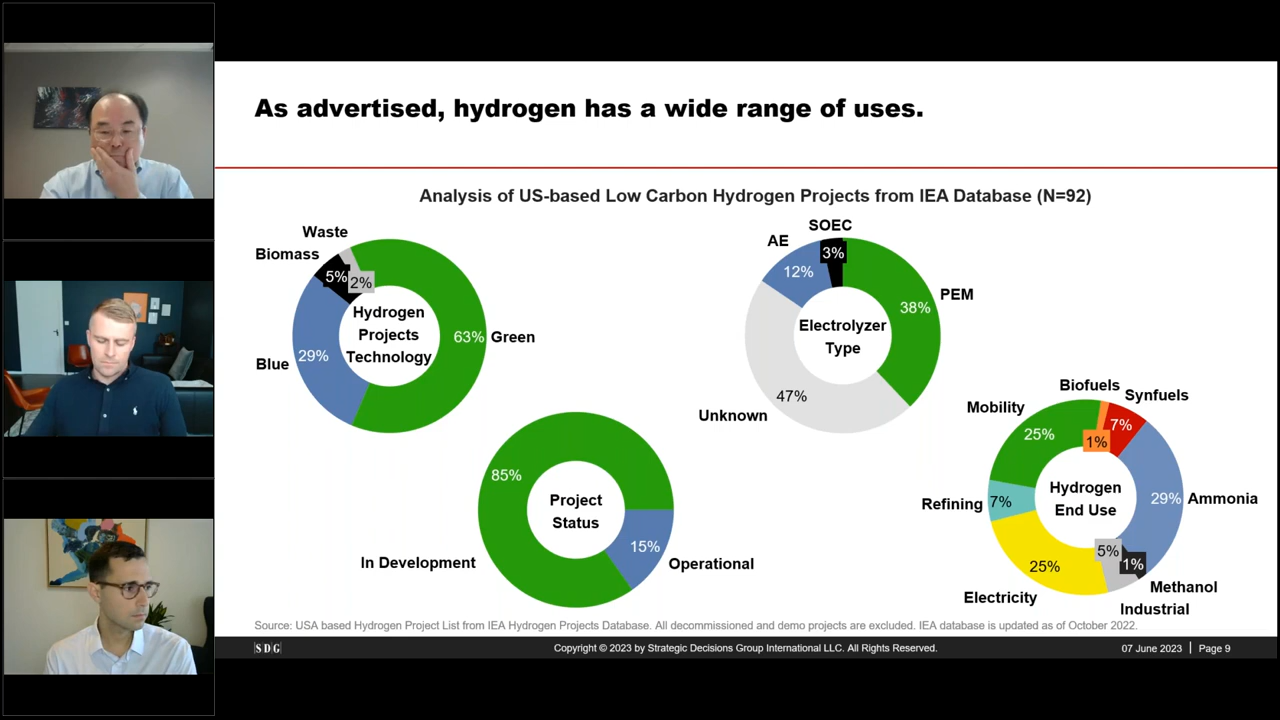 As advertised, hydrogen has a wide range of uses.
Analysis of US-based Low Carbon Hydrogen Projects from IEA Database (N=92)
Waste
Biomass
5%
2%
Hydrogen
Projects
Technology
63%
Green
Blue
29%
SOEC
AE
3%
12%
PEM
38%
Electrolyzer
Type
47%
Unknown
85%
Project
Status
15%
In Development
Operational
Biofuels
Synfuels
Mobility
7%
25%
1%
Hydrogen
End Use
29%
Ammonia
Refining
7%
5%
1%
25%
Methanol
Electricity
Industrial
Source: USA based Hydrogen Project List from IEA Hydrogen Projects Database. All decommissioned and demo projects are excluded. IEA database is updated as of October 2022.
SDG
Copyright © 2023 by Strategic Decisions Group International LLC. All Rights Reserved.
07 June 2023 | Page 9